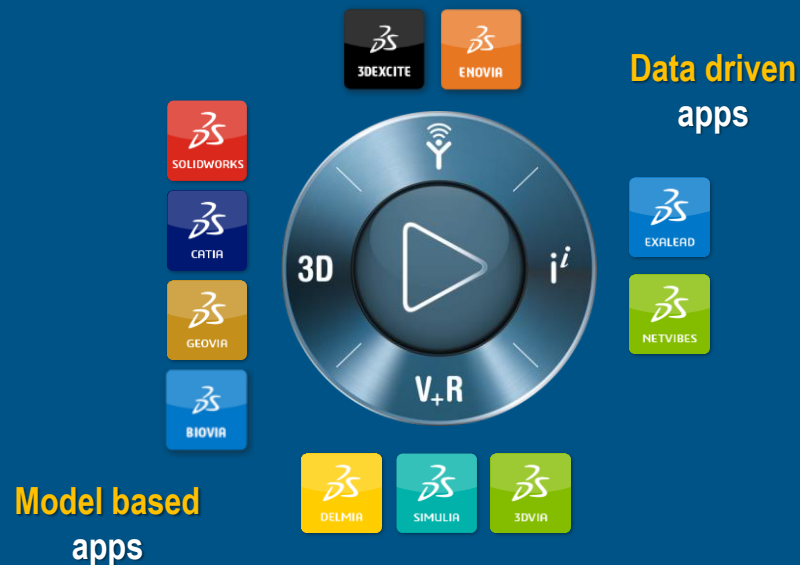 3DEXCITE
ENOVIA
Data driven
apps
SOLIDWORKS
CATIA
GEOVIA
BIOVIA
3D
i i
V+R
EXALEAD
NETVIBES
DELMIA
SIMULIA
3DVIA
Model based
apps